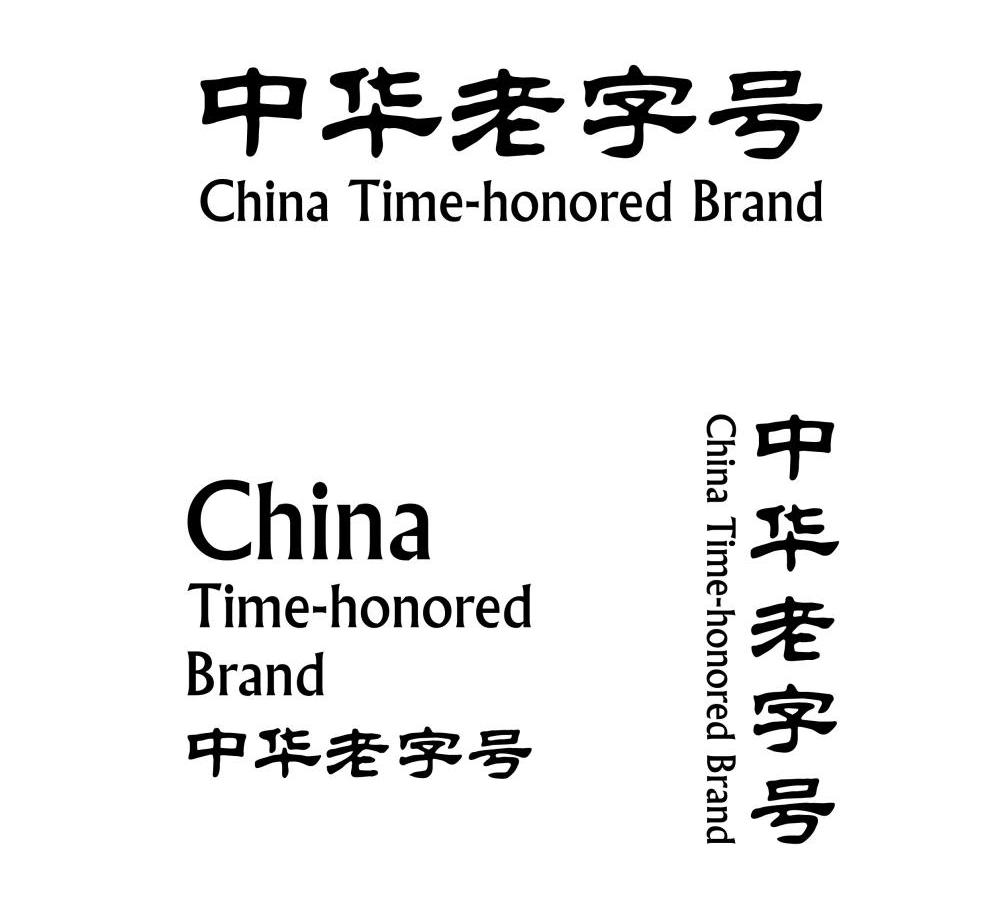 中华老字号
China Time-honored Brand
China
Time-honored
Brand
中华老字号
中华老字号
China Time-honored Brand